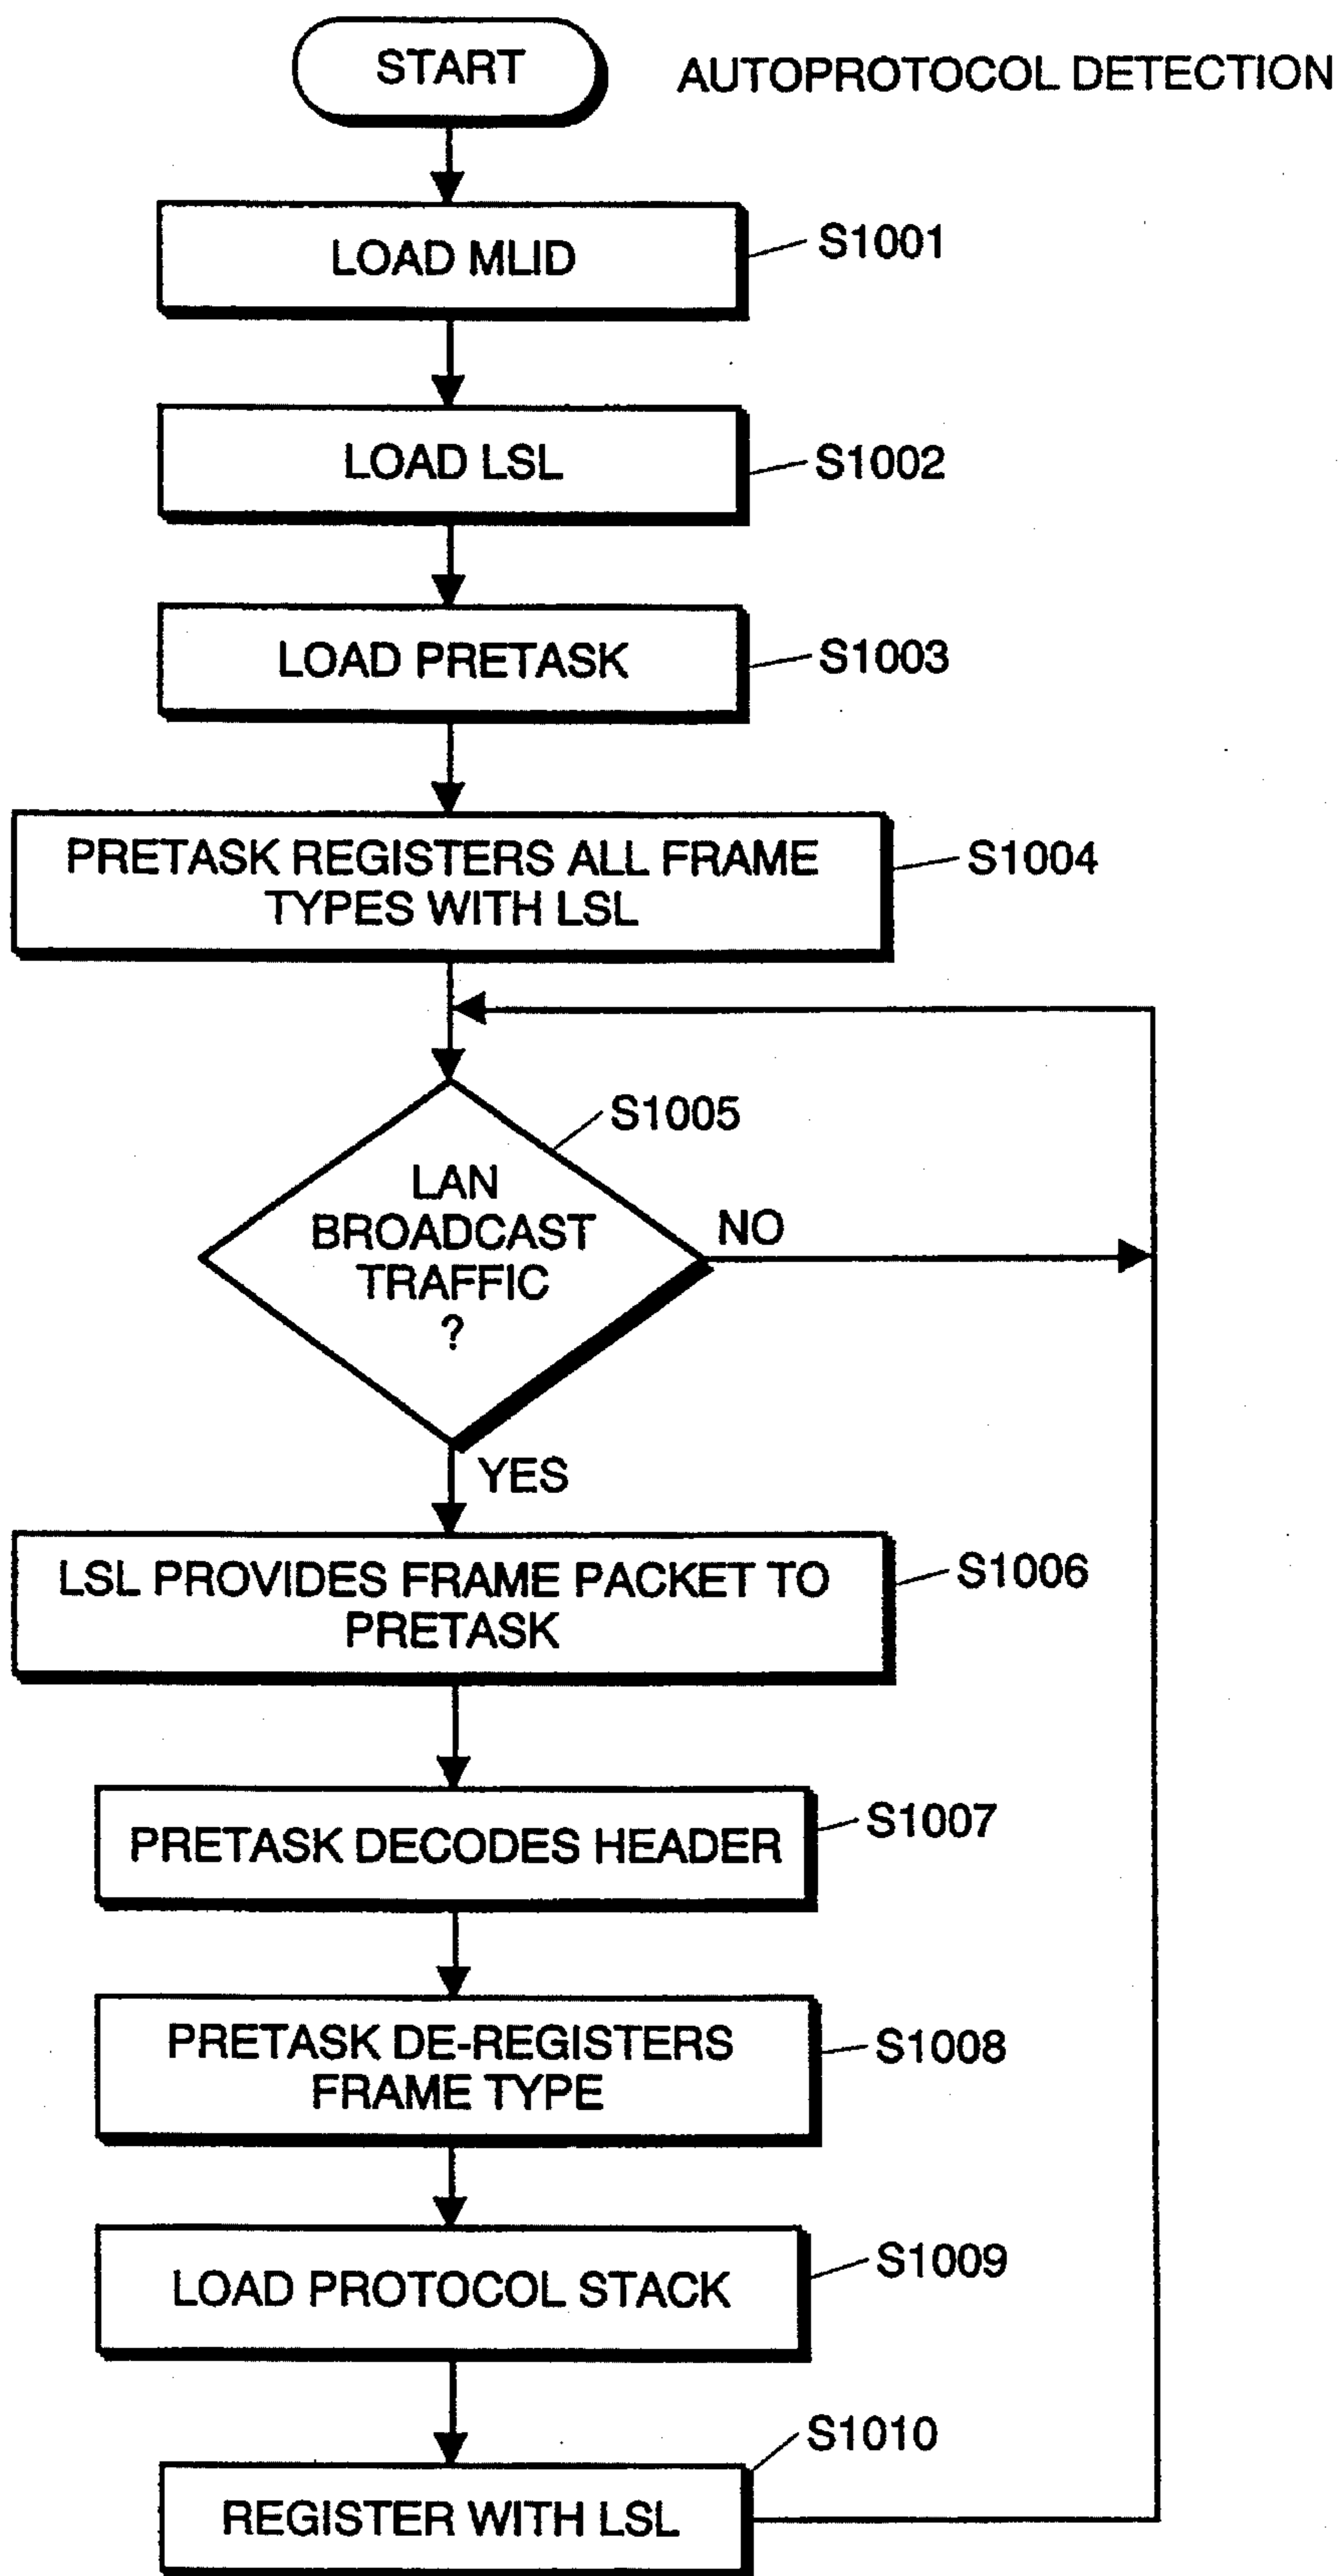 START
AUTOPROTOCOL DETECTION
LOAD MLID
S1001
LOAD LSL
S1002
LOAD PRETASK
S1003
PRETASK REGISTERS ALL FRAME
TYPES WITH LSL
S1004
S1005
LAN
BROADCAST
TRAFFIC
?
NO
YES
LSL PROVIDES FRAME PACKET TO
PRETASK
S1006
PRETASK DECODES HEADER
S1007
PRETASK DE-REGISTERS
FRAME TYPE
S1008
LOAD PROTOCOL STACK
S1009
S1010
REGISTER WITH LSL